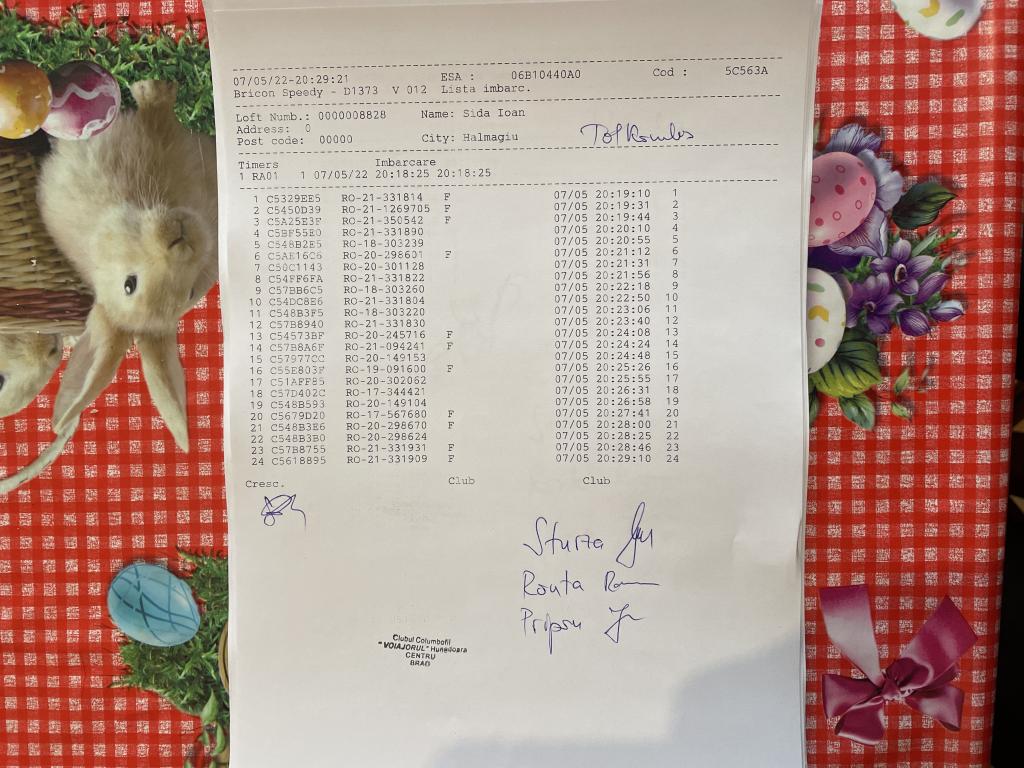 07/05/22-20:29:21 ESA : 06B10440A0 Cod : 5C563A
Bricon Speedy - D1373 V 012 Lista imbarc.
Loft Numb.: 0000008828 Name: Sida Ioan
Address: 0
Post code: 00000 City: Halmagiu
Timers Imbarcare
1 RA01 1 07/05/22 20:18:25 20:18:25
1 C5329EE5 RO-21-331814 F 07/05 20:19:10 1
2 C5450D39 RO-21-1269705 F 07/05 20:19:31 2
3 C5A25E3F RO-21-350542 F 07/05 20:19:44 3
4 C5BF55E0 RO-21-331890 07/05 20:20:10 4
5 C548B2E5 RO-18-303239 07/05 20:20:55 5
6 C5AE16C6 RO-20-298601 F 07/05 20:21:12 6
7 C50C1143 RO-20-301128 07/05 20:21:31 7
8 C54FF6FA RO-21-331822 07/05 20:21:56 8
9 C57BB6C5 RO-18-303260 07/05 20:22:18 9
10 C54DC8E6 RO-21-331804 07/05 20:22:50 10
11 C548B3F5 RO-18-303220 07/05 20:23:06 11
12 C57B8940 RO-21-331830 07/05 20:23:40 12
13 C54573BF RO-20-245716 F 07/05 20:24:08 13
14 C57B8A6F RO-21-094241 F 07/05 20:24:24 14
15 C57977CC RO-20-149153 07/05 20:24:48 15
16 C55E803F RO-19-091600 F 07/05 20:25:26 16
17 C51AFF85 RO-20-302062 07/05 20:25:55 17
18 C57D402C RO-17-344421 07/05 20:26:31 18
19 C548B593 RO-20-149104 07/05 20:26:58 19
20 C5679D20 RO-17-567680 F 07/05 20:27:41 20
21 C548B3E6 RO-20-298670 F 07/05 20:28:00 21
22 C548B3B0 RO-20-298624 07/05 20:28:25 22
23 C57B8755 RO-21-331931 F 07/05 20:28:46 23
24 C5618895 RO-21-331909 F 07/05 20:29:10 24
Cresc. Club Club
Sturza
Clubul Columbofil
"VOIAJORUL" Hunedoara
CENTRU
BRAD